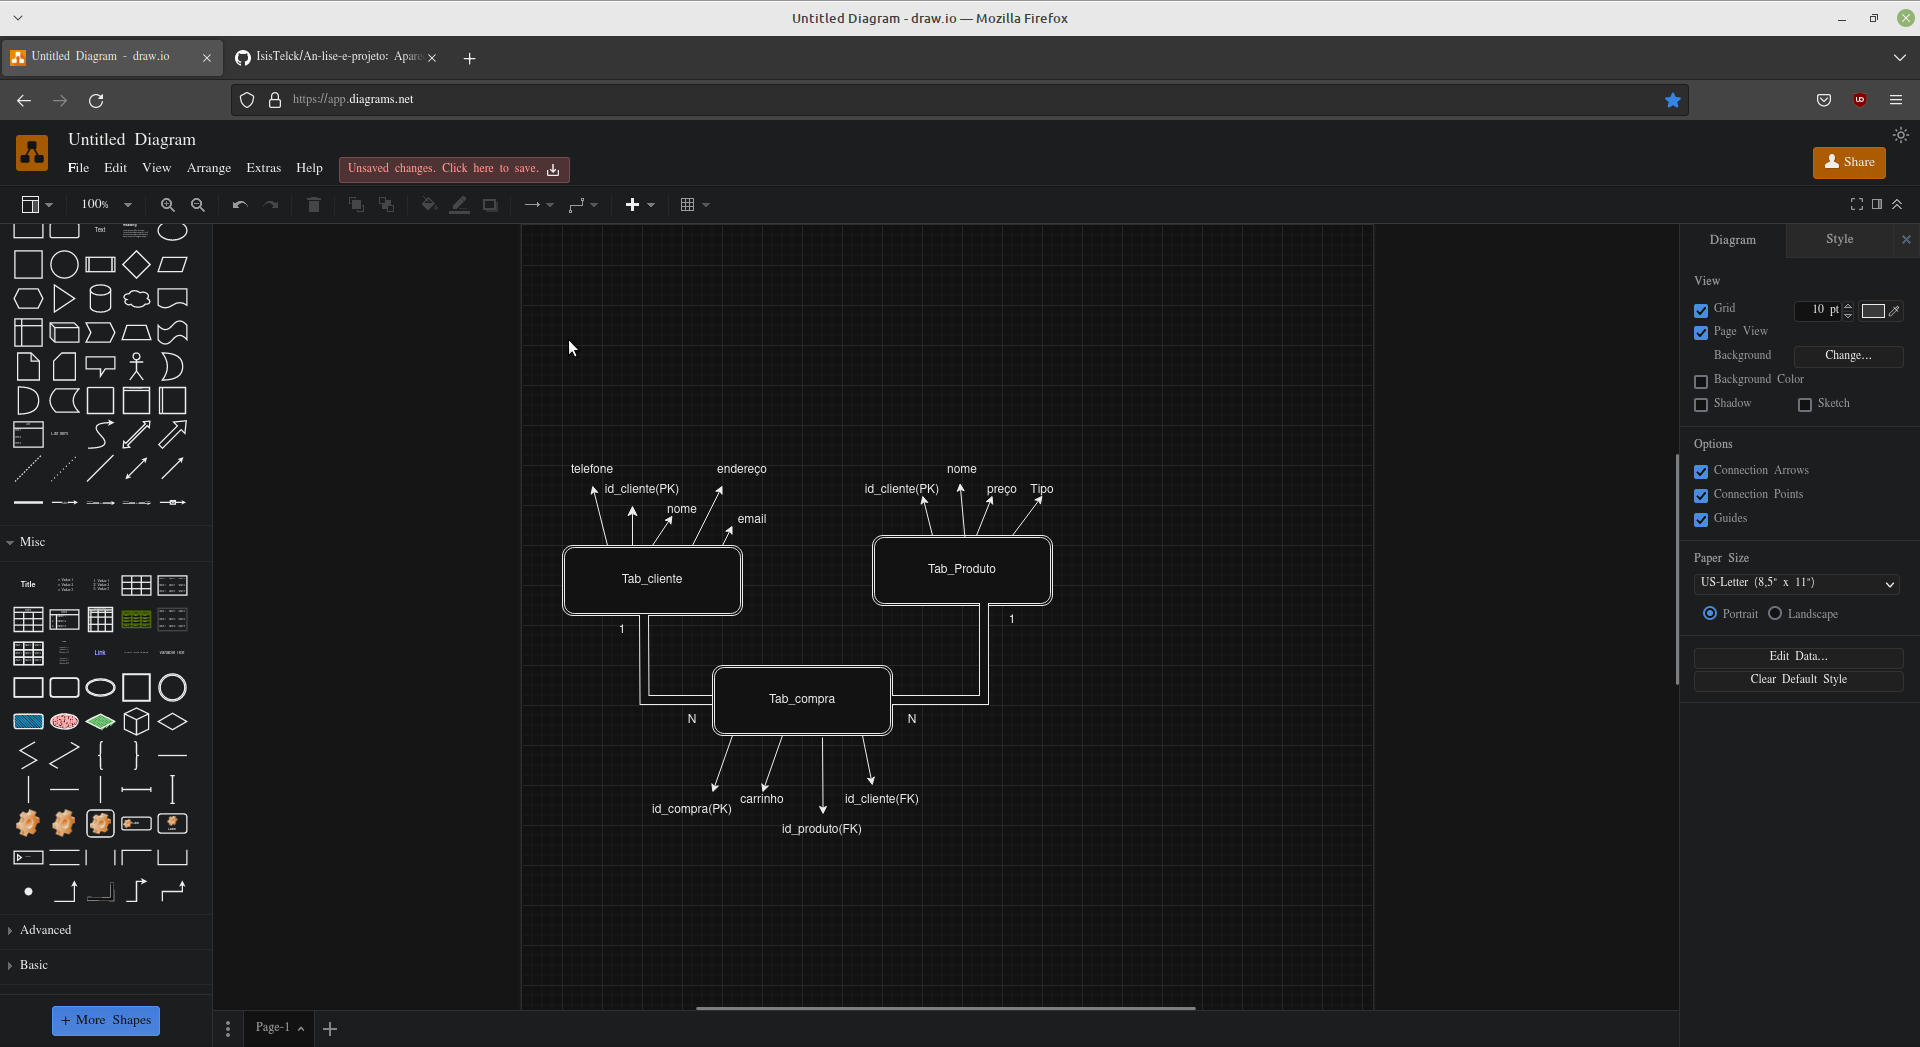 Untitled Diagram - draw.io — Mozilla Firefox
Untitled Diagram - draw.io
IsisTelck/An-lise-e-projeto: Apar
https://app.diagrams.net
Untitled Diagram
File Edit View Arrange Extras Help
Unsaved changes. Click here to save.
Share
100%
Text
List Item
Misc
Title
Link
Variable Text
Advanced
Basic
+ More Shapes
Page-1
telefone
endereço
id_cliente(PK)
nome
email
Tab_cliente
1
nome
id_cliente(PK)
preço
Tipo
Tab_Produto
1
Tab_compra
N
N
id_compra(PK)
carrinho
id_cliente(FK)
id_produto(FK)
Diagram
Style
View
Grid
10 pt
Page View
Background
Change...
Background Color
Shadow
Sketch
Options
Connection Arrows
Connection Points
Guides
Paper Size
US-Letter (8,5" x 11")
Portrait
Landscape
Edit Data...
Clear Default Style